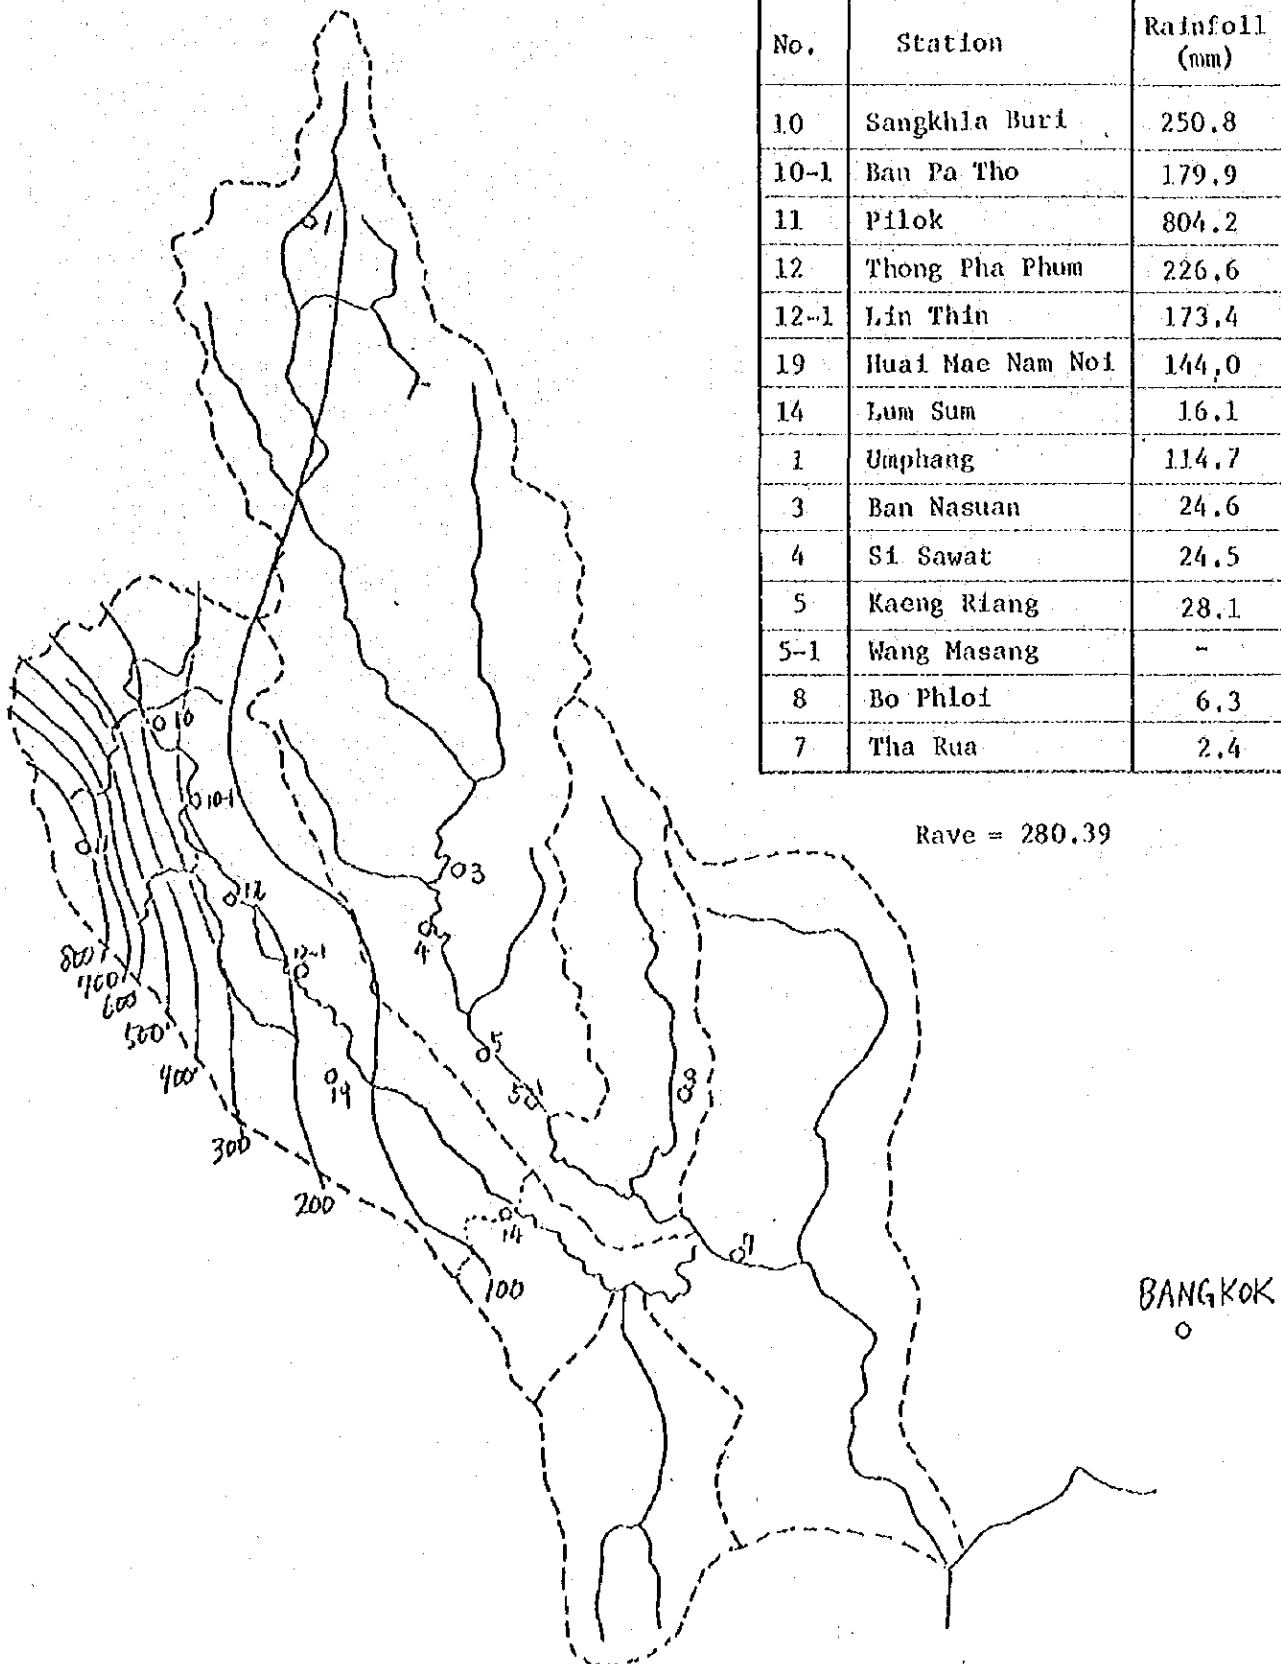 No. Station Rainfoll (mm)
10 Sangkhla Buri 250.8
10-1 Ban Pa Tho 179.9
11 Pilok 804.2
12 Thong Pha Phum 226.6
12-1 Lin Thin 173.4
19 Huai Mae Nam Noi 144.0
14 Lum Sum 16.1
1 Umphang 114.7
3 Ban Nasuan 24.6
4 Si Sawat 24.5
5 Kaeng Riang 28.1
5-1 Wang Masang -
8 Bo Phloi 6.3
7 Tha Rua 2.4
Rave = 280.39
1
10
10-1
11
3
12
4
12-1
800
700
600
500
400
5
19
5-1
8
300
200
14
7
100
BANGKOK